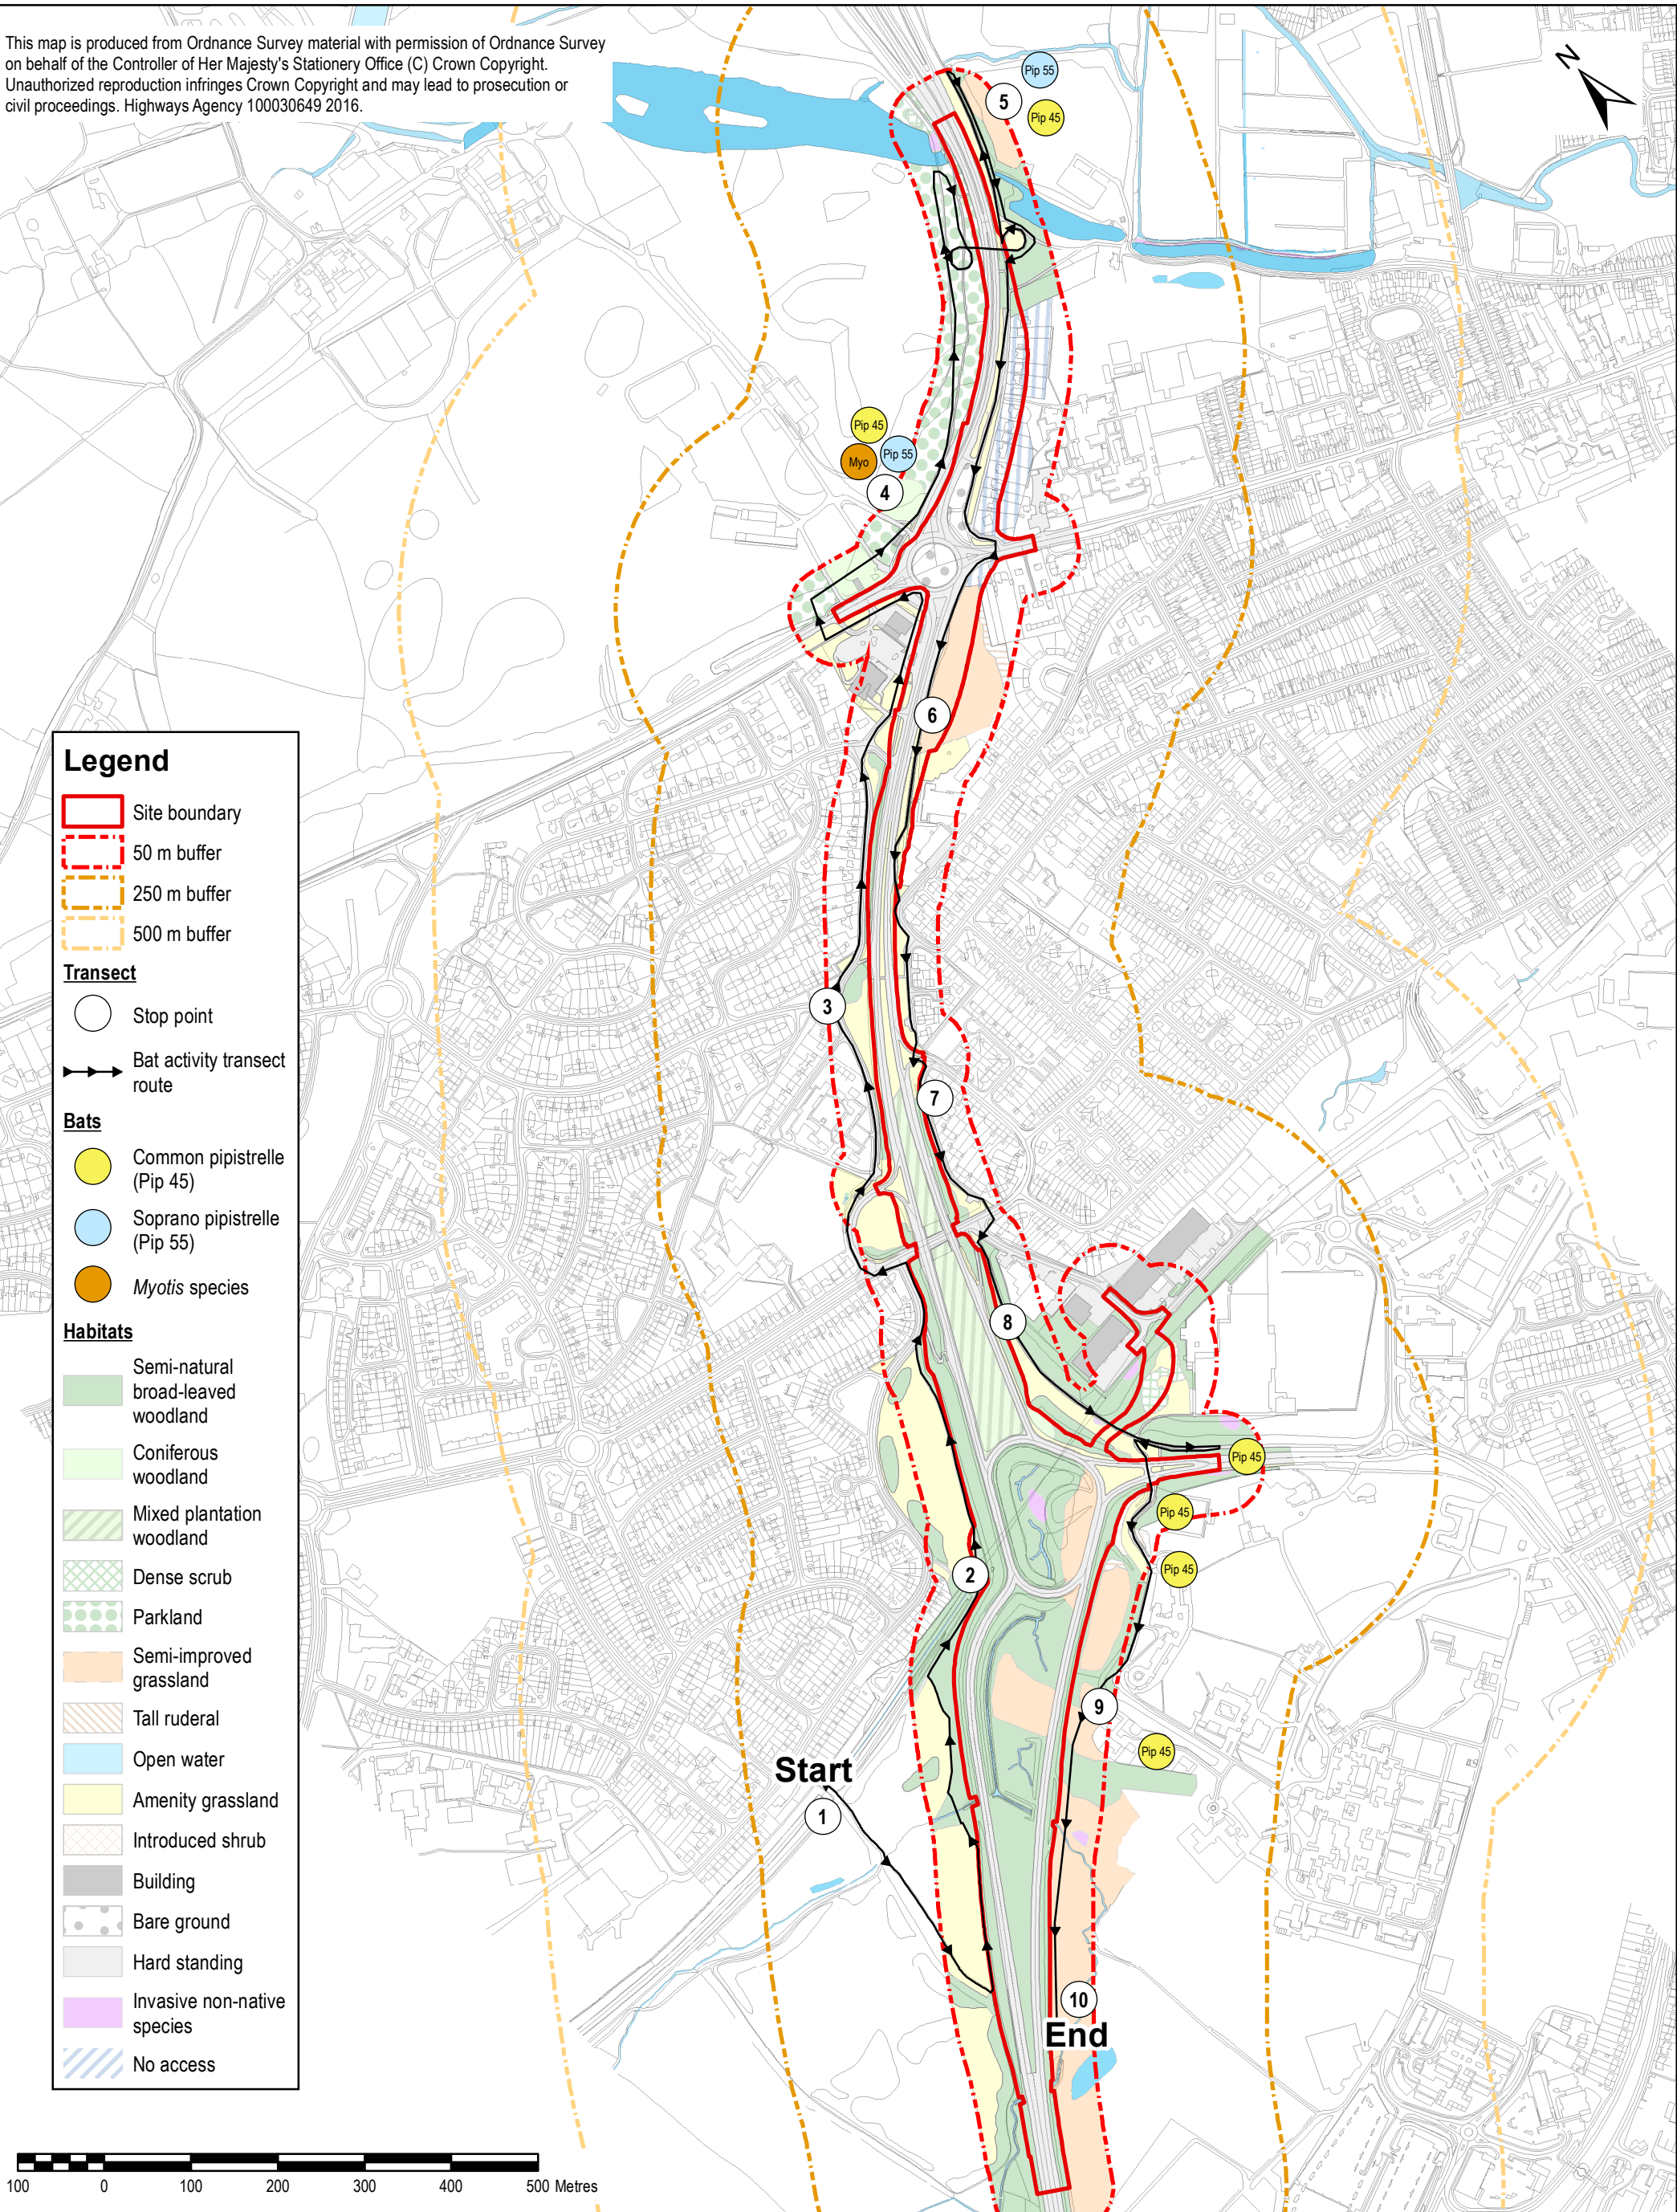 This map is produced from Ordnance Survey material with permission of Ordnance Survey
on behalf of the Controller of Her Majesty's Stationery Office (C) Crown Copyright.
Unauthorized reproduction infringes Crown Copyright and may lead to prosecution or
civil proceedings. Highways Agency 100030649 2016.
N
Pip 55
5
Pip 45
Pip 45
Myo
Pip 55
4
6
3
7
8
Pip 45
Pip 45
Pip 45
2
9
Pip 45
Start
1
10
End
Legend
Site boundary
50 m buffer
250 m buffer
500 m buffer
Transect
Stop point
Bat activity transect
route
Bats
Common pipistrelle
(Pip 45)
Soprano pipistrelle
(Pip 55)
Myotis species
Habitats
Semi-natural
broad-leaved
woodland
Coniferous
woodland
Mixed plantation
woodland
Dense scrub
Parkland
Semi-improved
grassland
Tall ruderal
Open water
Amenity grassland
Introduced shrub
Building
Bare ground
Hard standing
Invasive non-native
species
No access
100 0 100 200 300 400 500 Metres